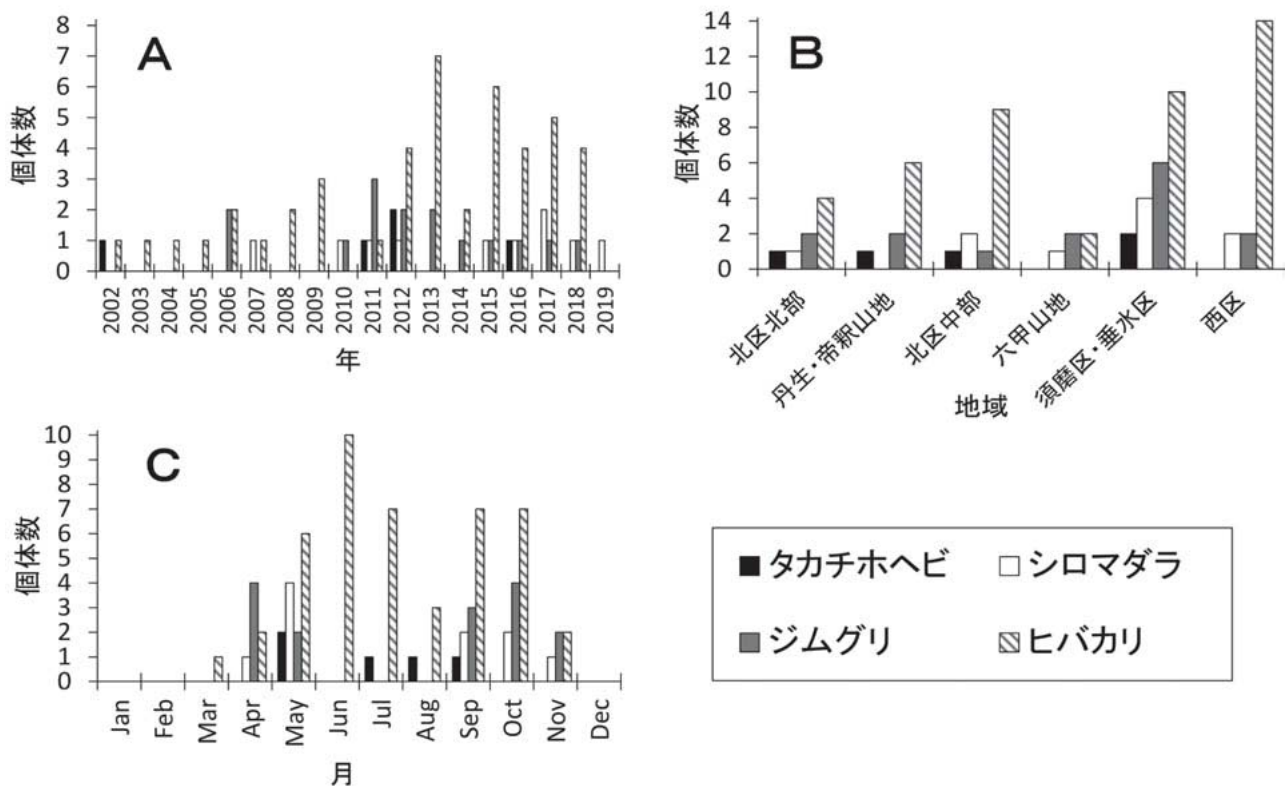 A
個体数
8
7
6
5
4
3
2
1
0
2002
2003
2004
2005
2006
2007
2008
2009
2010
2011
2012
2013
2014
2015
2016
2017
2018
2019
年
B
個体数
14
12
10
8
6
4
2
0
北区北部
丹生・帝釈山地
北区中部
六甲山地
須磨区・垂水区
西区
地域
C
個体数
10
9
8
7
6
5
4
3
2
1
0
Jan
Feb
Mar
Apr
May
Jun
Jul
Aug
Sep
Oct
Nov
Dec
月
タカチホヘビ シロマダラ
ジムグリ ヒバカリ